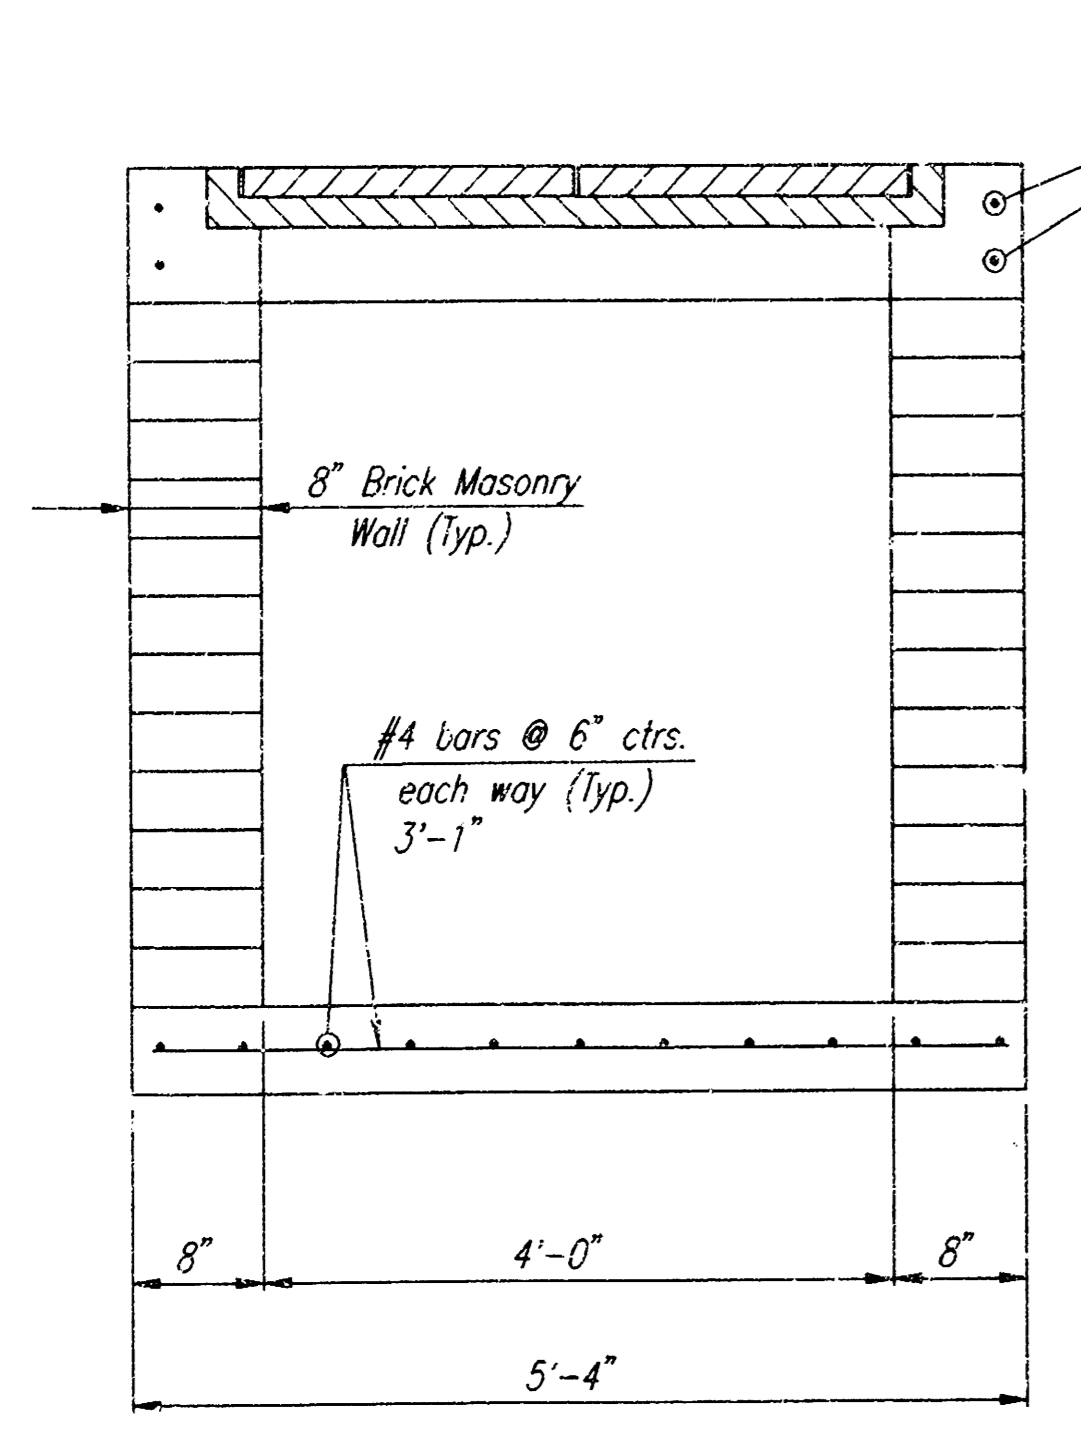 8" Brick Masonry
Wall (Typ.)
#4 bars @ 6" ctrs.
each way (Typ.)
3'-1"
8"
4'-0"
8"
5'-4"